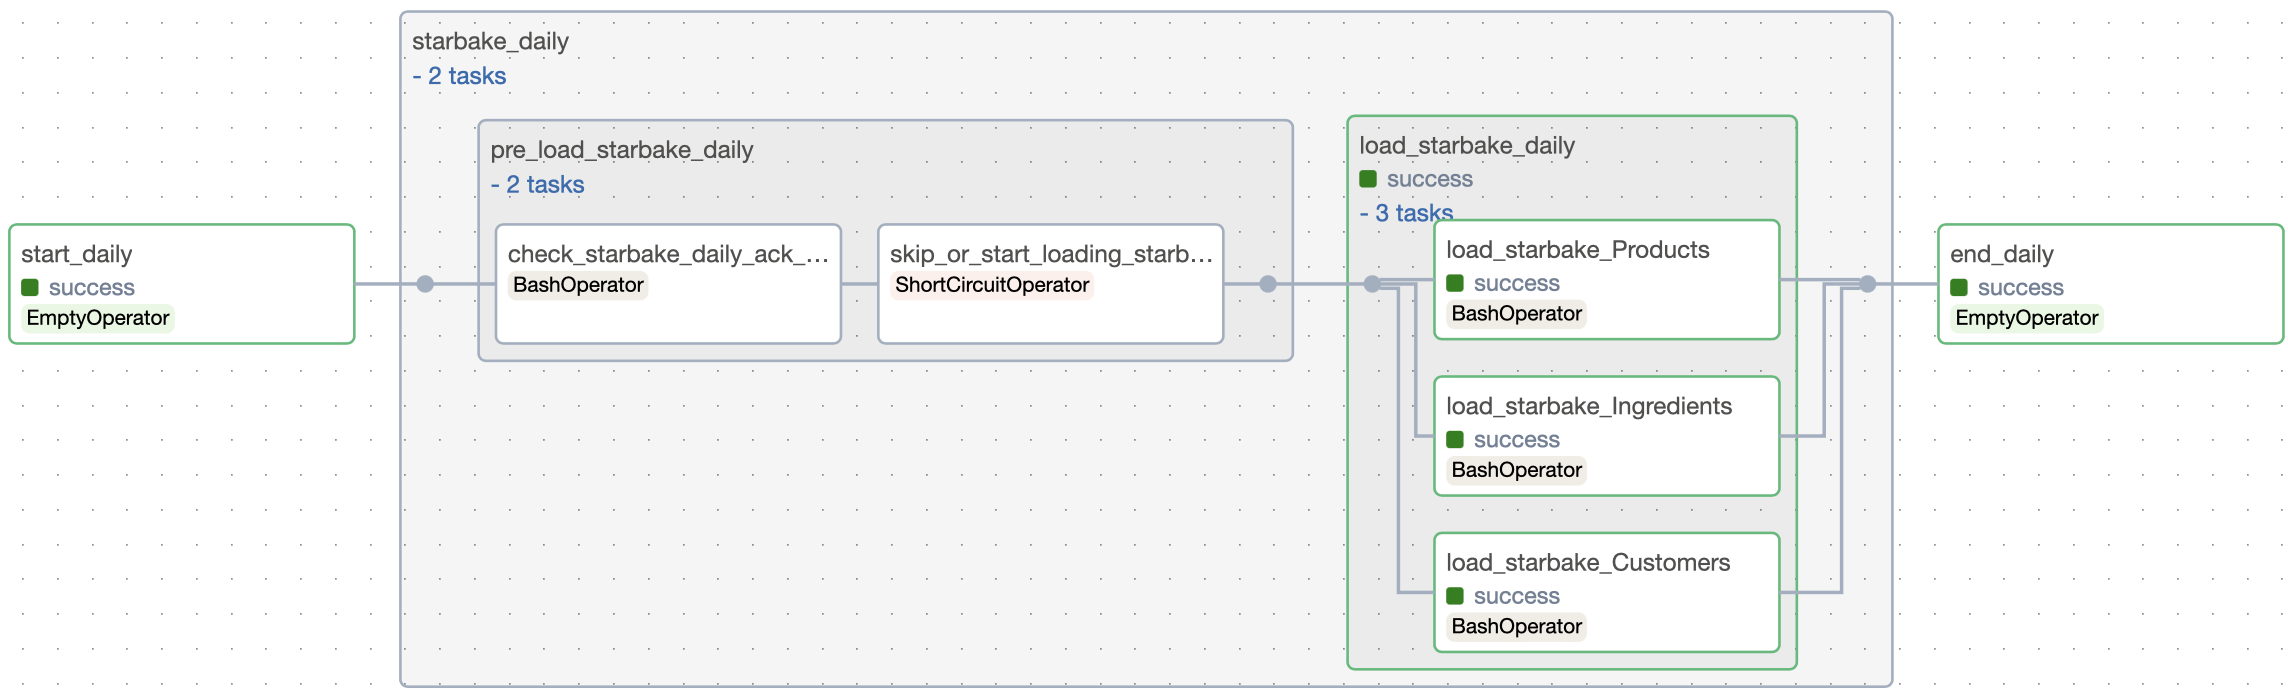 starbake_daily
- 2 tasks
pre_load_starbake_daily
- 2 tasks
load_starbake_daily
success
- 3 tasks
start_daily
success
EmptyOperator
check_starbake_daily_ack_...
BashOperator
skip_or_start_loading_starb...
ShortCircuitOperator
load_starbake_Products
success
BashOperator
load_starbake_Ingredients
success
BashOperator
load_starbake_Customers
success
BashOperator
end_daily
success
EmptyOperator